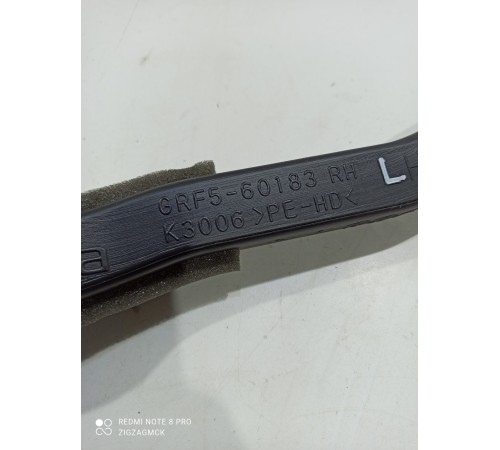 GRF5-60183 RH
K3006 >PE-HD<
L
a
REDMI NOTE 8 PRO
ZIGZAGMCK